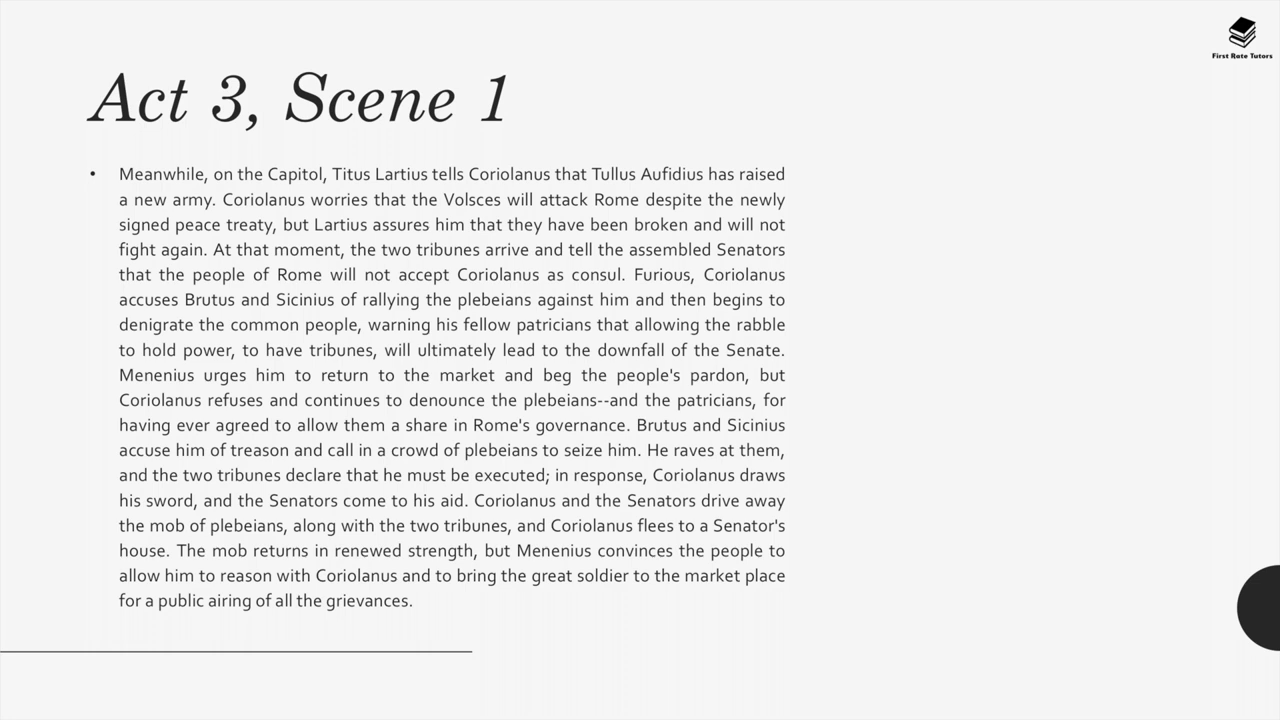 First Rate Tutors
Act 3, Scene 1
• Meanwhile, on the Capitol, Titus Lartius tells Coriolanus that Tullus Aufidius has raised
a new army. Coriolanus worries that the Volsces will attack Rome despite the newly
signed peace treaty, but Lartius assures him that they have been broken and will not
fight again. At that moment, the two tribunes arrive and tell the assembled Senators
that the people of Rome will not accept Coriolanus as consul. Furious, Coriolanus
accuses Brutus and Sicinius of rallying the plebeians against him and then begins to
denigrate the common people, warning his fellow patricians that allowing the rabble
to hold power, to have tribunes, will ultimately lead to the downfall of the Senate.
Menenius urges him to return to the market and beg the people's pardon, but
Coriolanus refuses and continues to denounce the plebeians--and the patricians, for
having ever agreed to allow them a share in Rome's governance. Brutus and Sicinius
accuse him of treason and call in a crowd of plebeians to seize him. He raves at them,
and the two tribunes declare that he must be executed; in response, Coriolanus draws
his sword, and the Senators come to his aid. Coriolanus and the Senators drive away
the mob of plebeians, along with the two tribunes, and Coriolanus flees to a Senator's
house. The mob returns in renewed strength, but Menenius convinces the people to
allow him to reason with Coriolanus and to bring the great soldier to the market place
for a public airing of all the grievances.